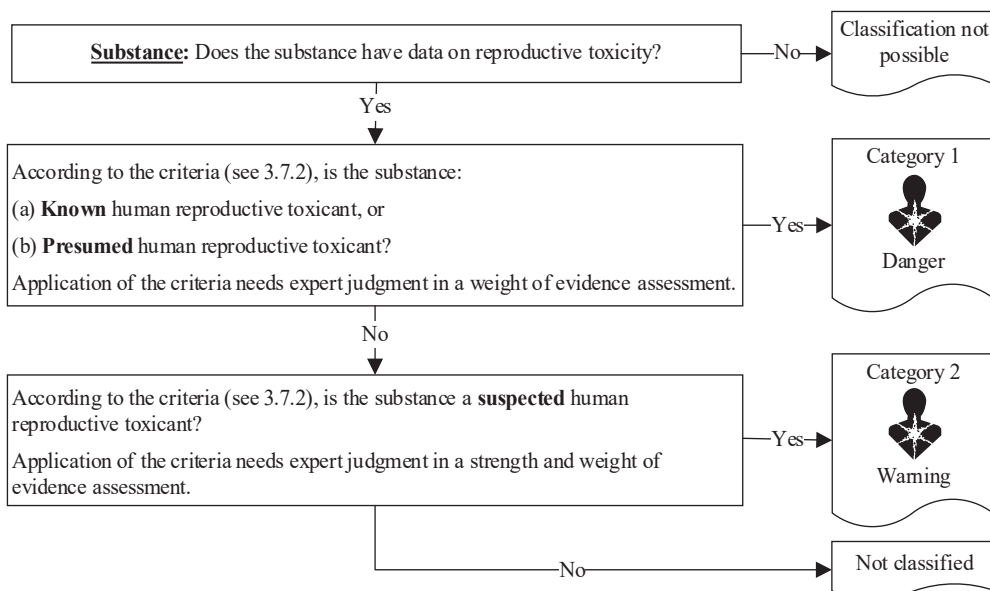 Substance: Does the substance have data on reproductive toxicity?
No
Classification not
possible
Yes
According to the criteria (see 3.7.2), is the substance:
(a) Known human reproductive toxicant, or
(b) Presumed human reproductive toxicant?
Application of the criteria needs expert judgment in a weight of evidence assessment.
Yes
Category 1
Danger
No
According to the criteria (see 3.7.2), is the substance a suspected human
reproductive toxicant?
Application of the criteria needs expert judgment in a strength and weight of
evidence assessment.
Yes
Category 2
Warning
No
Not classified